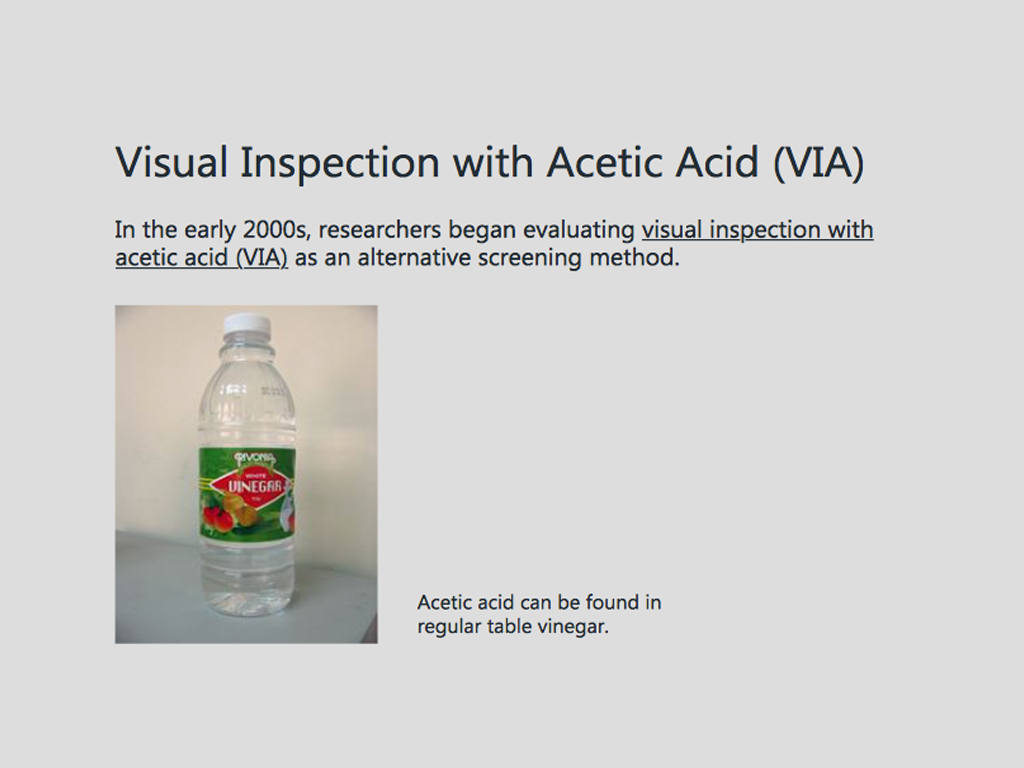 Visual Inspection with Acetic Acid (VIA)
In the early 2000s, researchers began evaluating visual inspection with
acetic acid (VIA) as an alternative screening method.
WHITE
VINEGAR
Acetic acid can be found in
regular table vinegar.